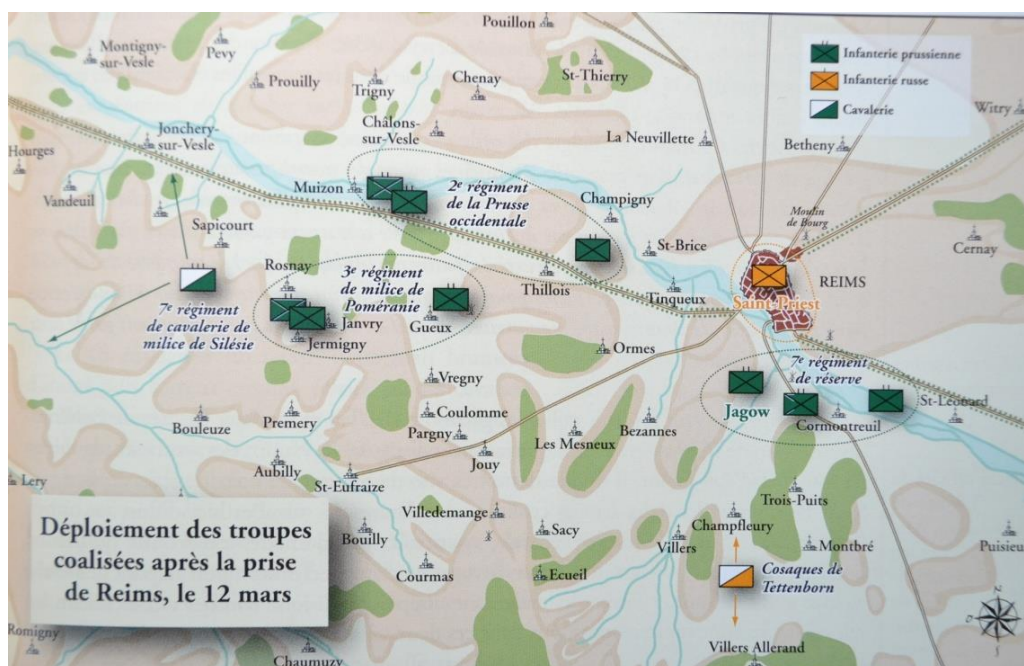 Pouillon
Montigny-
sur-Vesle
Pevy
Prouilly
Trigny
Chenay
St-Thierry
Infanterie prussienne
Infanterie russe
Cavalerie
Witry
Châlons-
sur-Vesle
La Neuvillette
Betheny
Jonchery-
sur-Vesle
Hourges
Vandeuil
Muizon
2e régiment
de la Prusse
occidentale
Champigny
Moulin
de Bourg
Cernay
Sapicourt
St-Brice
Rosnay
3e régiment
de milice de
Poméranie
Thillois
Tinqueux
REIMS
Saint-Priest
7e régiment
de cavalerie de
milice de Silésie
Janvry
Jermigny
Gueux
Ormes
7e régiment
de réserve
Vregny
Jagow
St-Léonard
Cormontreuil
Bouleuze
Premery
Coulomme
Pargny
Les Mesneux
Bezannes
Jouy
Aubilly
St-Eufraize
Lery
Trois-Puits
Villedemange
Champfleury
Déploiement des troupes
coalisées après la prise
de Reims, le 12 mars
Bouilly
Sacy
Villers
Montbré
Puisieu
Courmas
Ecueil
Cosaques de
Tettenborn
N
O
S
Romigny
Chaumuzy
Villers Allerand